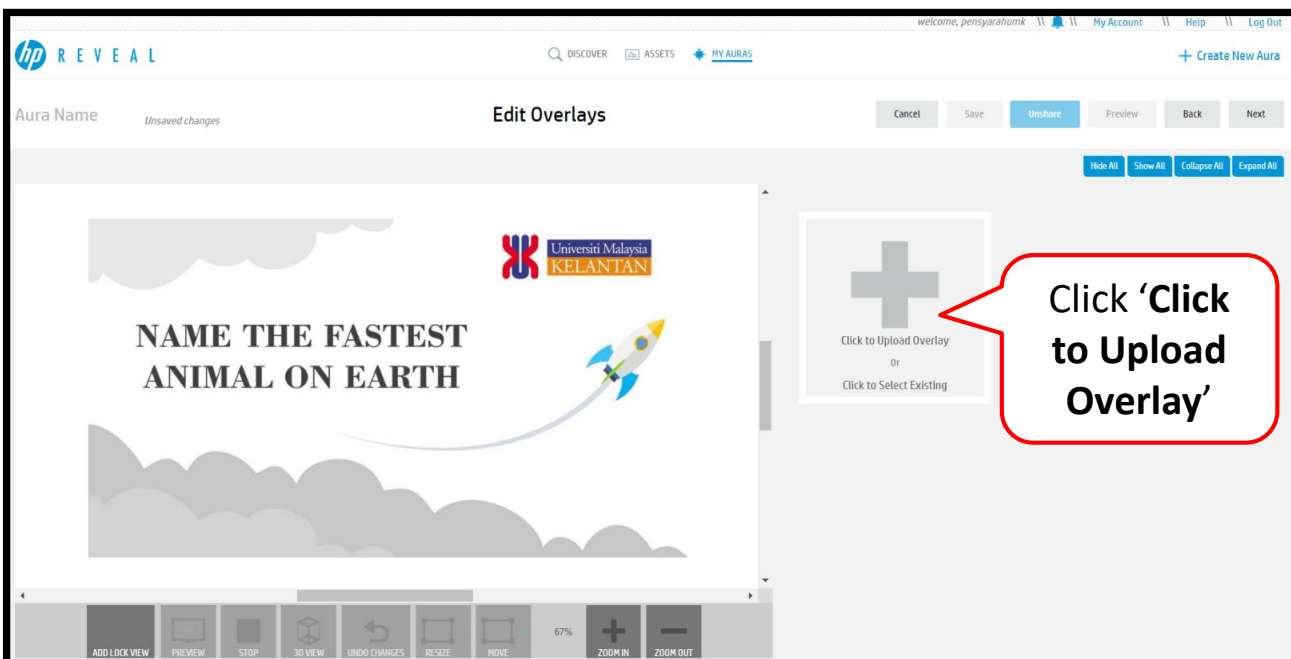 welcome, pensyarahumk \\ \\ My Account \\ Help \\ Log Out
hp REVEAL
DISCOVER ASSETS MY AURAS
+ Create New Aura
Aura Name Unsaved changes
Edit Overlays
Cancel Save Unshare Preview Back Next
Hide All Show All Collapse All Expand All
Universiti Malaysia
KELANTAN
NAME THE FASTEST
ANIMAL ON EARTH
Click to Upload Overlay
Or
Click to Select Existing
Click ‘Click
to Upload
Overlay’
ADD LOCK VIEW PREVIEW STOP 3D VIEW UNDO CHANGES RESIZE MOVE 67% ZOOM IN ZOOM OUT